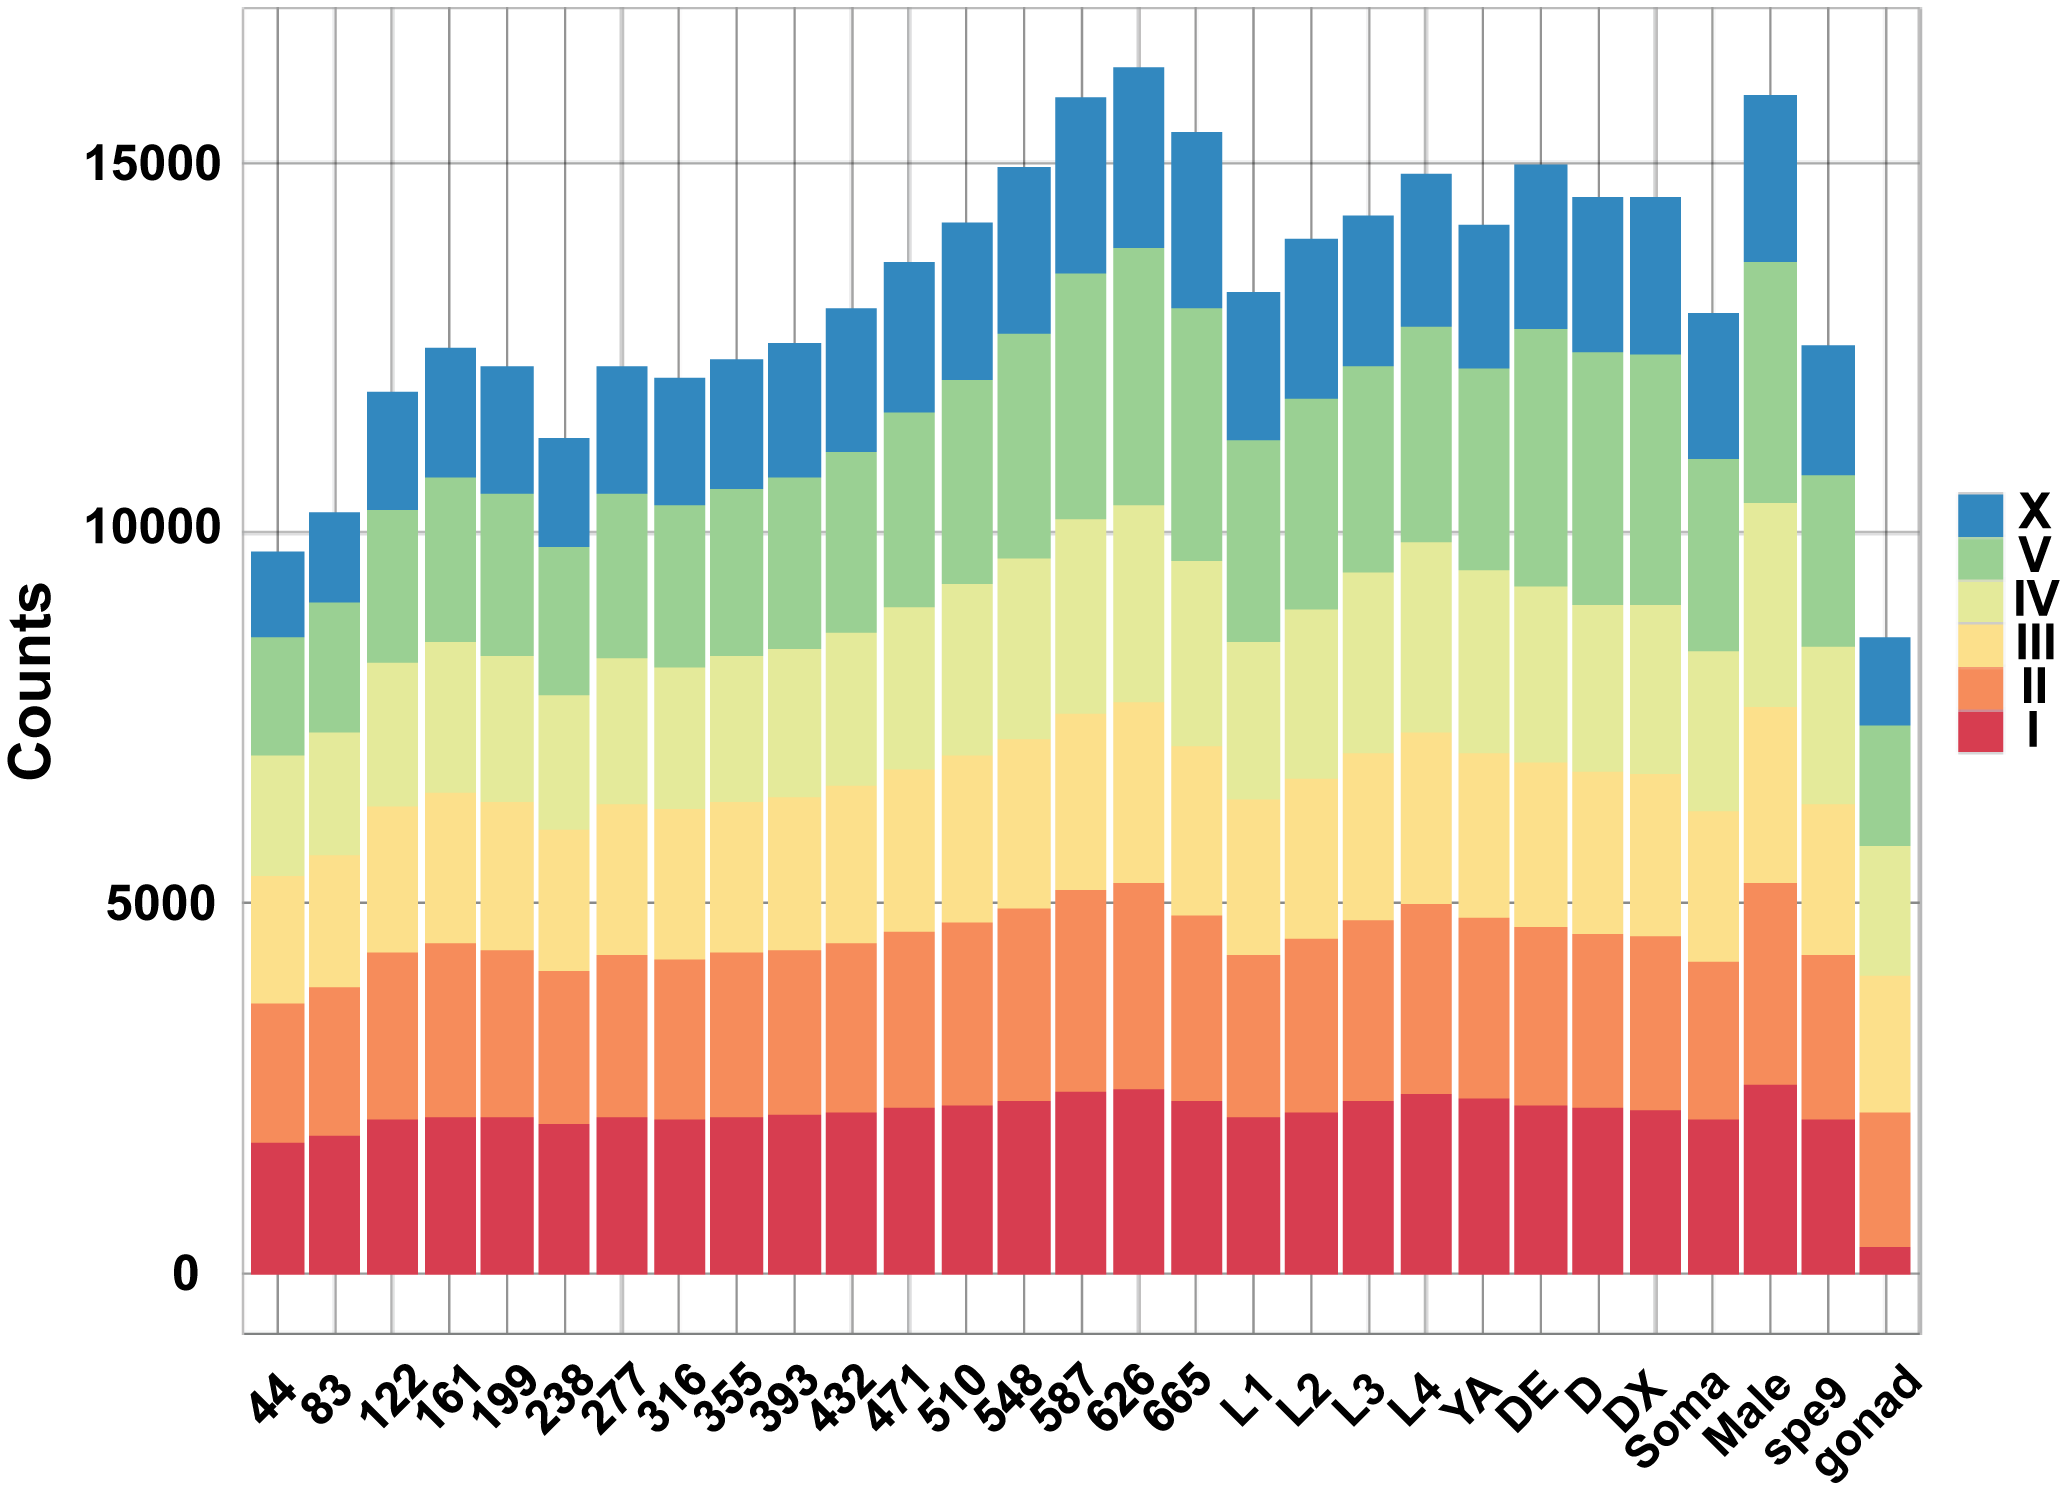 Counts
15000
10000
5000
0
44
83
122
161
199
238
277
316
355
393
432
471
510
548
587
626
665
L1
L2
L3
L4
YA
DE
D
DX
Soma
Male
spe9
gonad
X
V
IV
III
II
I